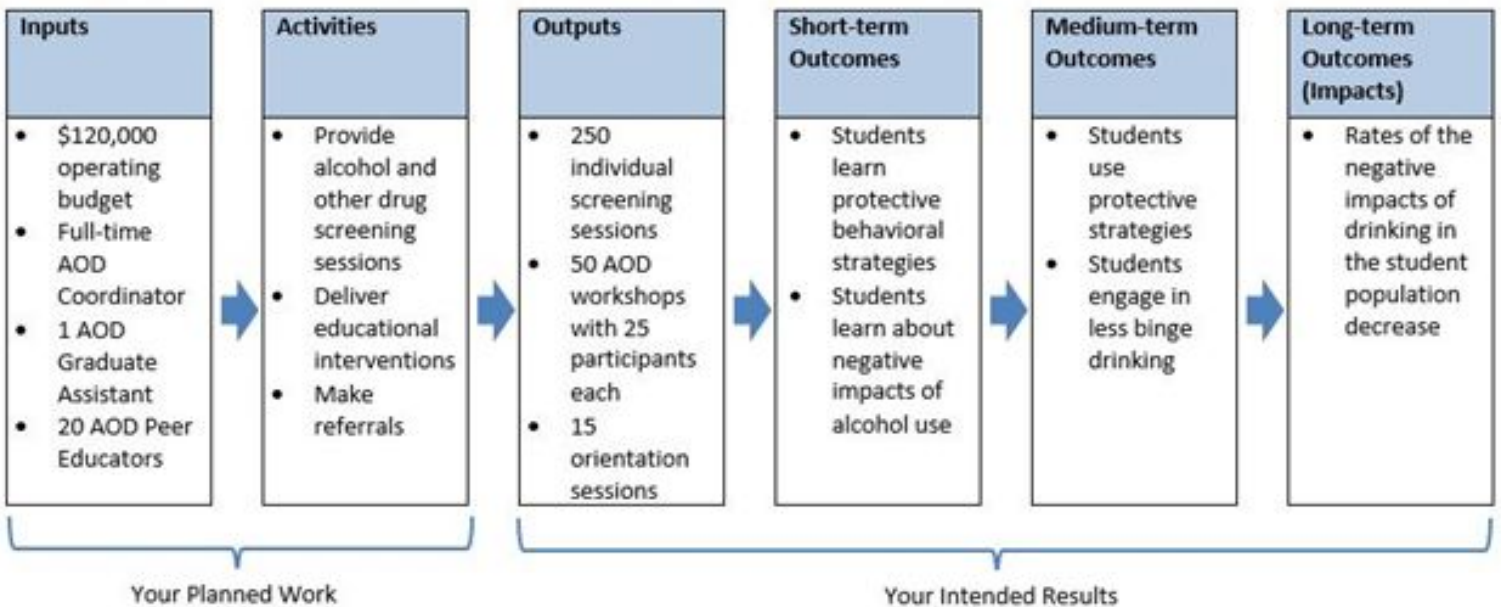 Inputs
• $120,000
operating
budget
• Full-time
AOD
Coordinator
• 1 AOD
Graduate
Assistant
• 20 AOD Peer
Educators
Activities
• Provide
alcohol and
other drug
screening
sessions
• Deliver
educational
interventions
• Make
referrals
Outputs
• 250
individual
screening
sessions
• 50 AOD
workshops
with 25
participants
each
• 15
orientation
sessions
Short-term
Outcomes
• Students
learn
protective
behavioral
strategies
• Students
learn about
negative
impacts of
alcohol use
Medium-term
Outcomes
• Students
use
protective
strategies
• Students
engage in
less binge
drinking
Long-term
Outcomes
(Impacts)
• Rates of the
negative
impacts of
drinking in
the student
population
decrease
Your Planned Work
Your Intended Results